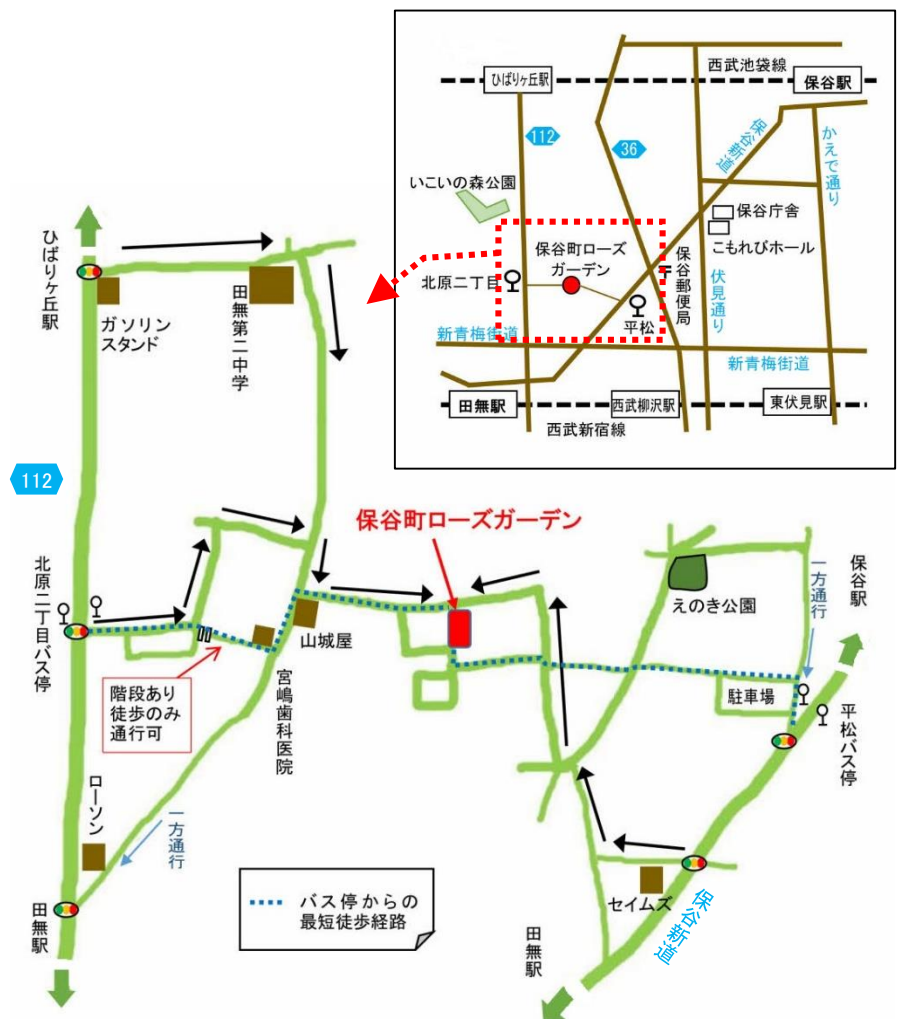 西武池袋線
ひばりヶ丘駅
保谷駅
112
36
保谷新道
かえで通り
いこいの森公園
保谷庁舎
こもれびホール
保谷町ローズ
ガーデン
北原二丁目
保谷郵便局
伏見通り
平松
新青梅街道
新青梅街道
田無駅
西武柳沢駅
東伏見駅
西武新宿線
ひばりヶ丘駅
ガソリン
スタンド
田無第二中学
112
保谷町ローズガーデン
北原二丁目バス停
山城屋
えのき公園
一方通行
保谷駅
階段あり
徒歩のみ
通行可
宮嶋歯科医院
駐車場
平松バス停
ローソン
一方通行
セイムズ
保谷新道
田無駅
田無駅
バス停からの
最短徒歩経路